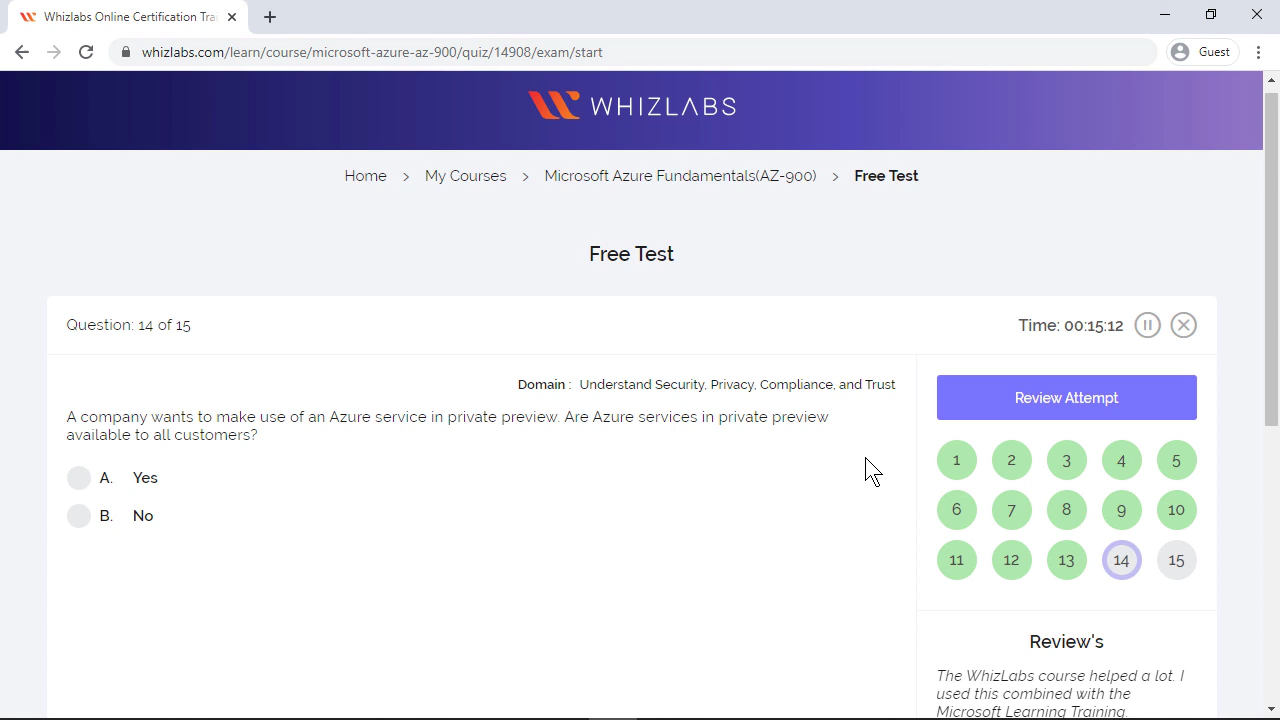 Whizlabs Online Certification Trai
whizlabs.com/learn/course/microsoft-azure-az-900/quiz/14908/exam/start
Guest
WHIZLABS
Home > My Courses > Microsoft Azure Fundamentals(AZ-900) > Free Test
Free Test
Question: 14 of 15
Time: 00:15:12
Domain : Understand Security, Privacy, Compliance, and Trust
A company wants to make use of an Azure service in private preview. Are Azure services in private preview
available to all customers?
A. Yes
B. No
Review Attempt
1 2 3 4 5
6 7 8 9 10
11 12 13 14 15
Review's
The WhizLabs course helped a lot. I
used this combined with the
Microsoft Learning Training.